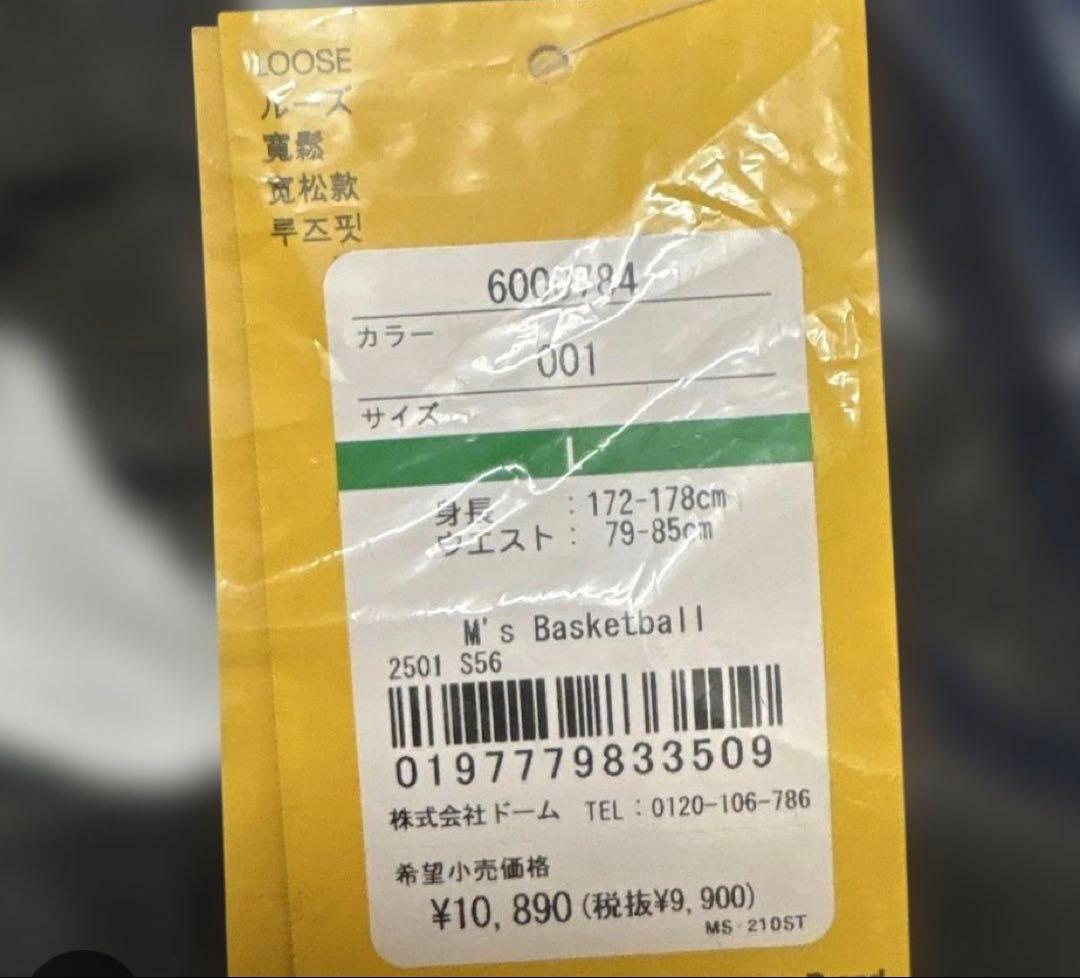 LOOSE
ルーズ
寬鬆
宽松款
루즈핏
カラー
001
サイズ
身長 : 172-178cm
ウエスト : 79-85cm
M's Basketball
2501 S56
0197779833509
株式会社ドーム TEL : 0120-106-786
希望小売価格
¥10,890 (税抜¥9,900)
MS-210ST